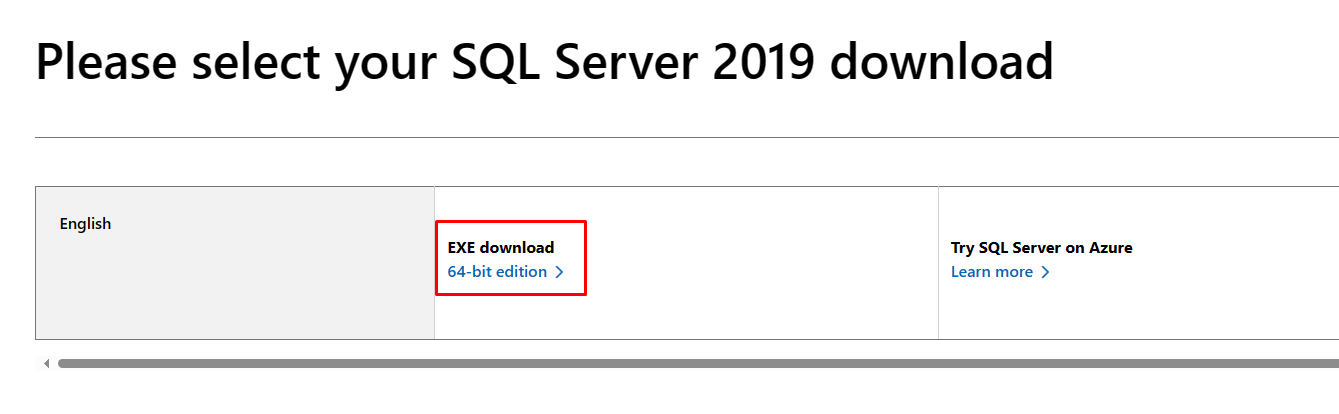 Please select your SQL Server 2019 download
English
EXE download
64-bit edition
Try SQL Server on Azure
Learn more